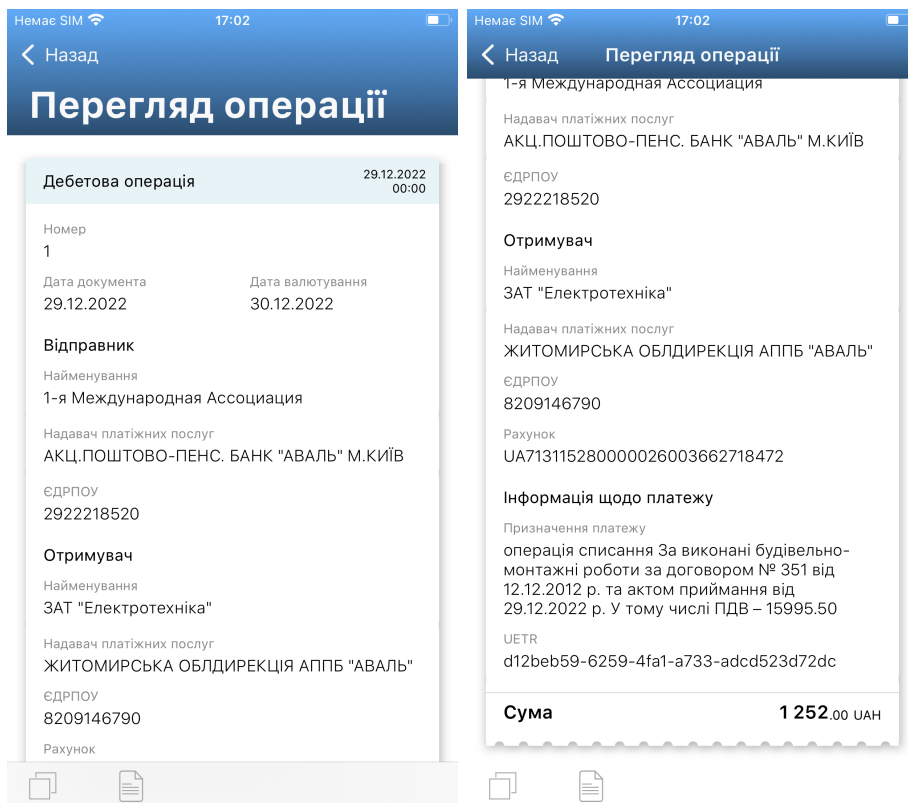 Немає SIM
17:02
Назад
Перегляд операції
Дебетова операція
29.12.2022
00:00
Номер
1
Дата документа
Дата валютування
29.12.2022
30.12.2022
Відправник
Найменування
1-я Международная Ассоциация
Надавач платіжних послуг
АКЦ.ПОШТОВО-ПЕНС. БАНК "АВАЛЬ" М.КИЇВ
ЄДРПОУ
2922218520
Отримувач
Найменування
ЗАТ "Електротехніка"
Надавач платіжних послуг
ЖИТОМИРСЬКА ОБЛДИРЕКЦІЯ АППБ "АВАЛЬ"
ЄДРПОУ
8209146790
Рахунок
Немає SIM
17:02
Назад
Перегляд операції
1-я Международная Ассоциация
Надавач платіжних послуг
АКЦ.ПОШТОВО-ПЕНС. БАНК "АВАЛЬ" М.КИЇВ
ЄДРПОУ
2922218520
Отримувач
Найменування
ЗАТ "Електротехніка"
Надавач платіжних послуг
ЖИТОМИРСЬКА ОБЛДИРЕКЦІЯ АППБ "АВАЛЬ"
ЄДРПОУ
8209146790
Рахунок
UA713115280000026003662718472
Інформація щодо платежу
Призначення платежу
операція списання За виконані будівельно-
монтажні роботи за договором № 351 від
12.12.2012 р. та актом приймання від
29.12.2022 р. У тому числі ПДВ – 15995.50
UETR
d12beb59-6259-4fa1-a733-adcd523d72dc
Сума
1 252.00 UAH